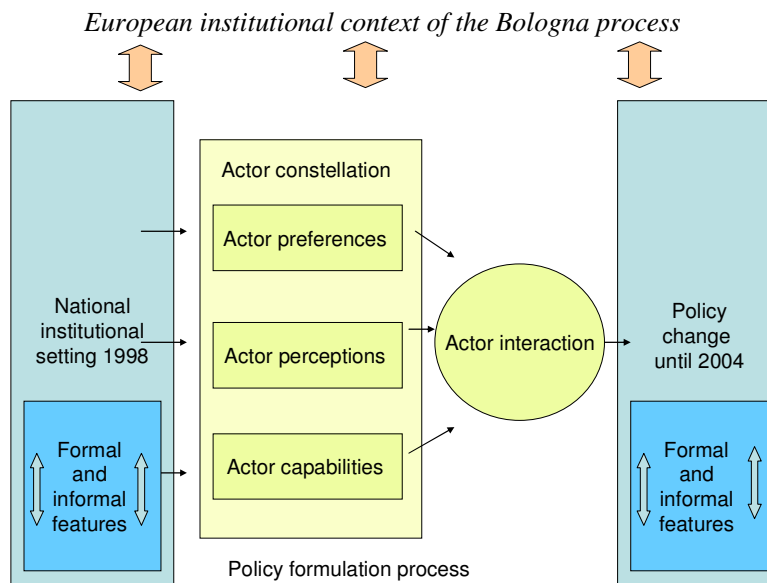 European institutional context of the Bologna process
Actor constellation
Actor preferences
National
institutional
setting 1998
Actor perceptions
Actor interaction
Policy
change
until 2004
Formal
and
informal
features
Actor capabilities
Formal
and
informal
features
Policy formulation process